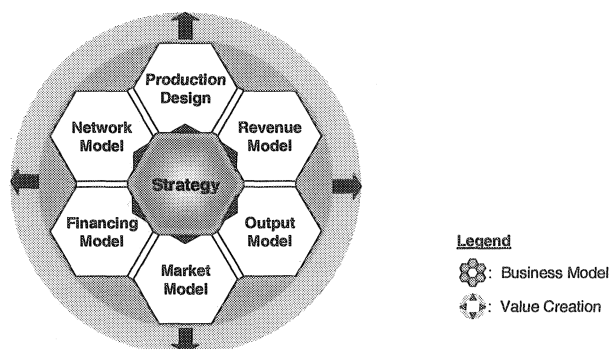 Production
Design
Network
Model
Revenue
Model
Strategy
Financing
Model
Output
Model
Market
Model
Legend
: Business Model
: Value Creation